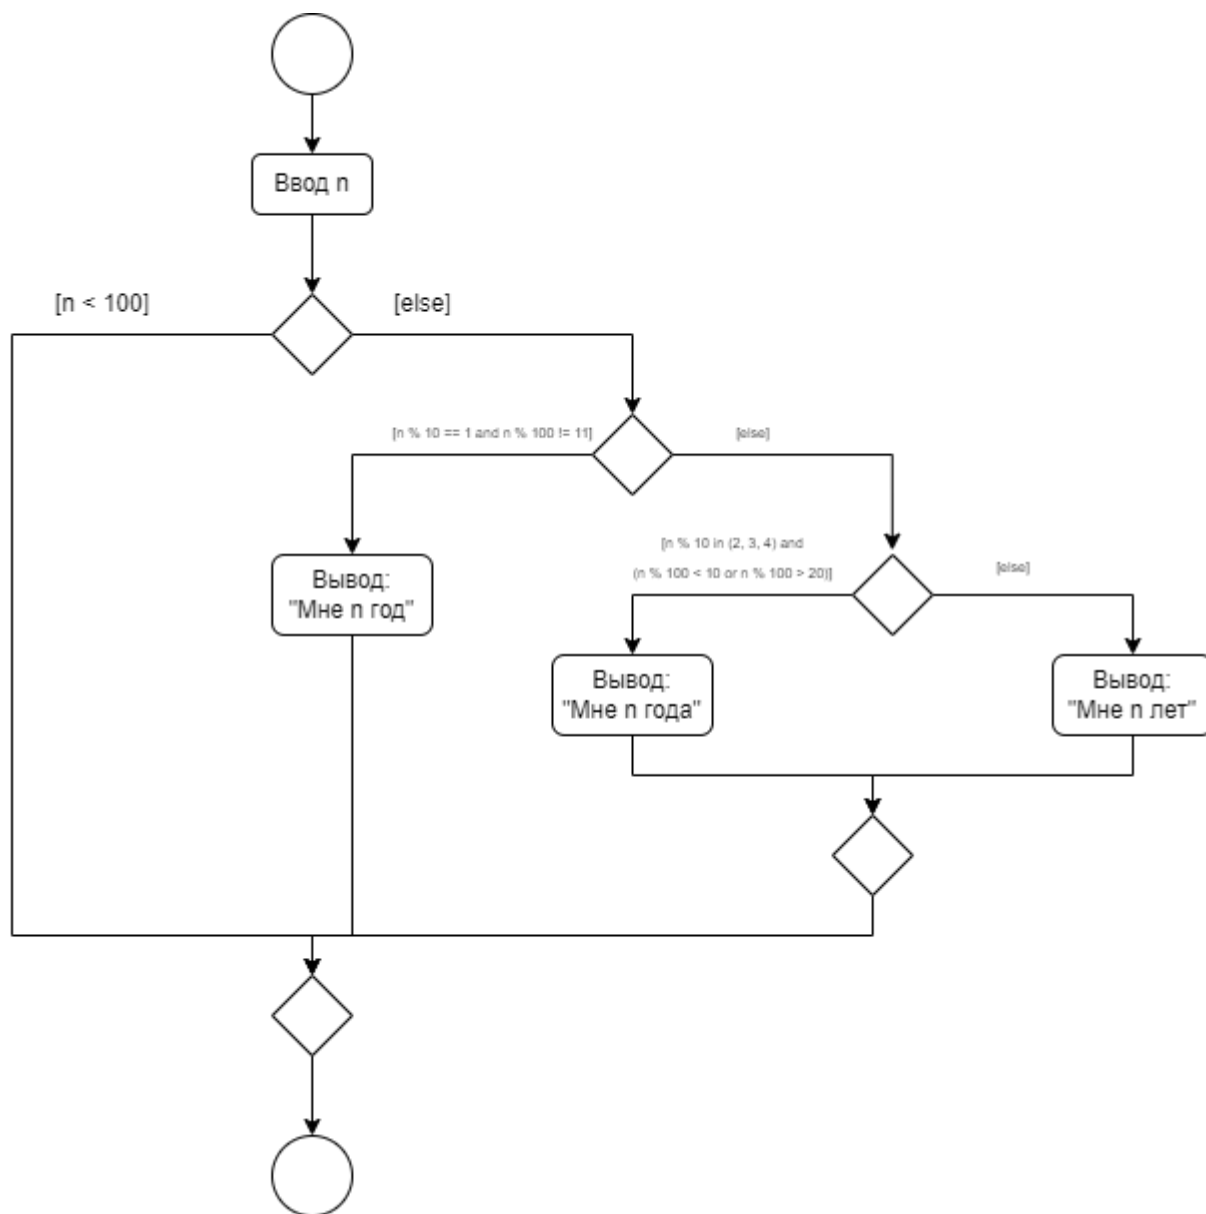 Ввод n
[n < 100]
[else]
[n % 10 == 1 and n % 100 != 11]
[else]
[n % 10 in (2, 3, 4) and
(n % 100 < 10 or n % 100 > 20)]
[else]
Вывод:
"Мне n год"
Вывод:
"Мне n года"
Вывод:
"Мне n лет"